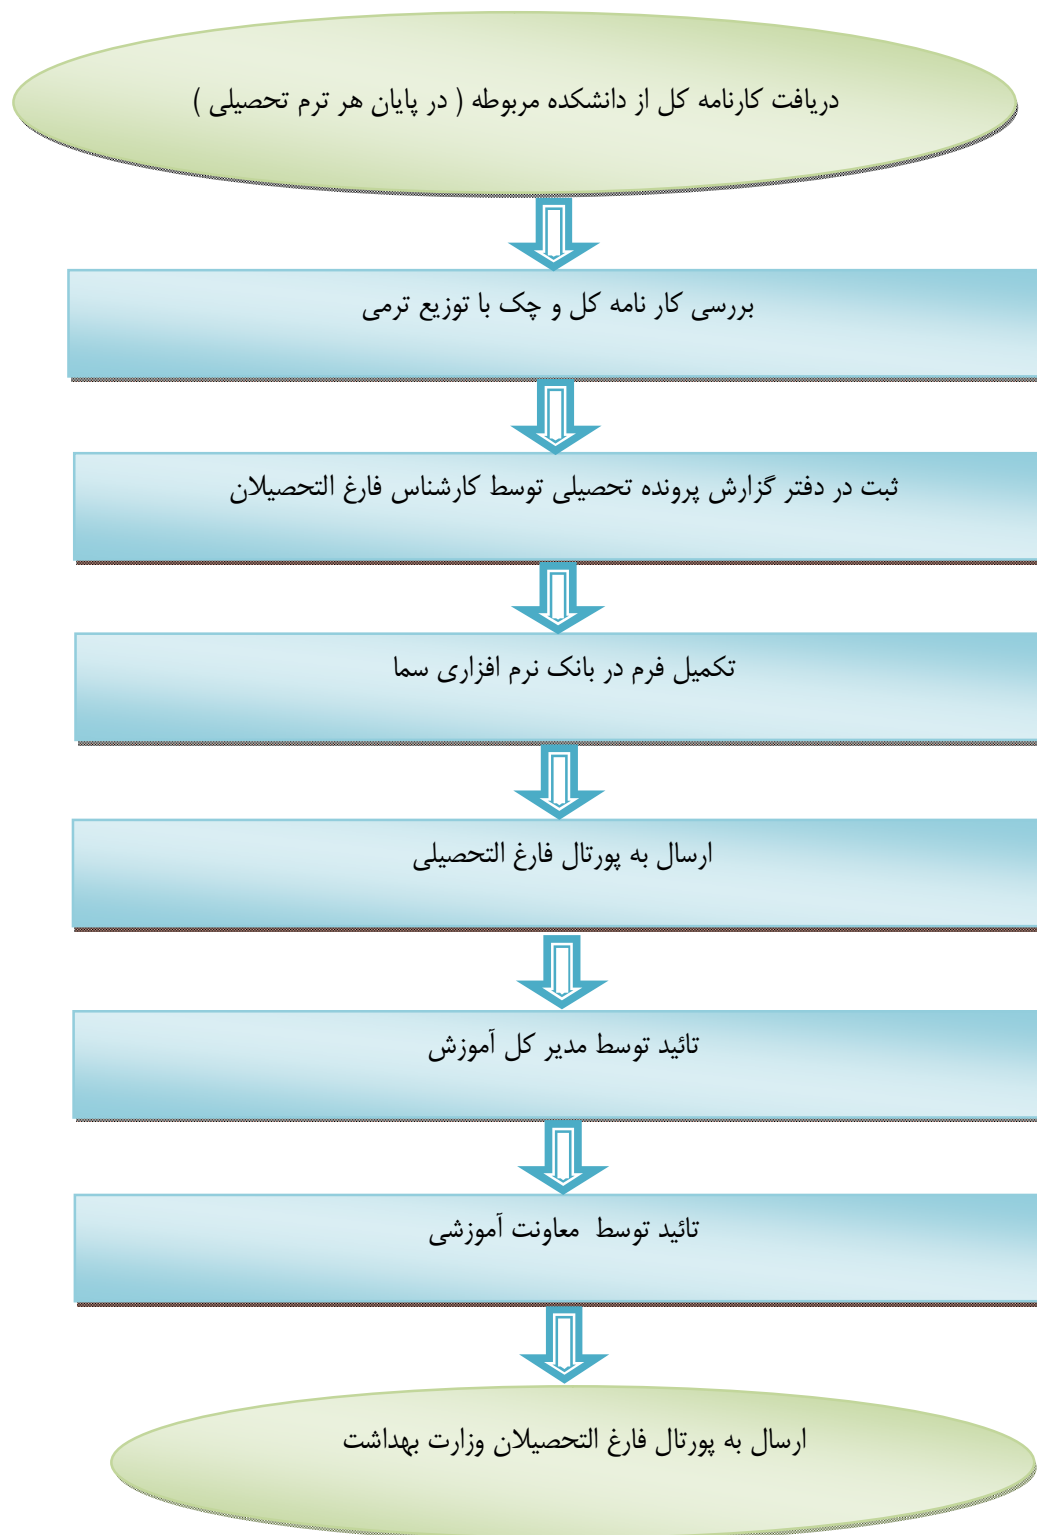 دریافت کارنامه کل از دانشکده مربوطه ( در پایان هر ترم تحصیلی )
بررسی کار نامه کل و چک با توزیع ترمی
ثبت در دفتر گزارش پرونده تحصیلی توسط کارشناس فارغ التحصیلان
تکمیل فرم در بانک نرم افزاری سما
ارسال به پورتال فارغ التحصیلی
تائید توسط مدیر کل آموزش
تائید توسط معاونت آموزشی
ارسال به پورتال فارغ التحصیلان وزارت بهداشت